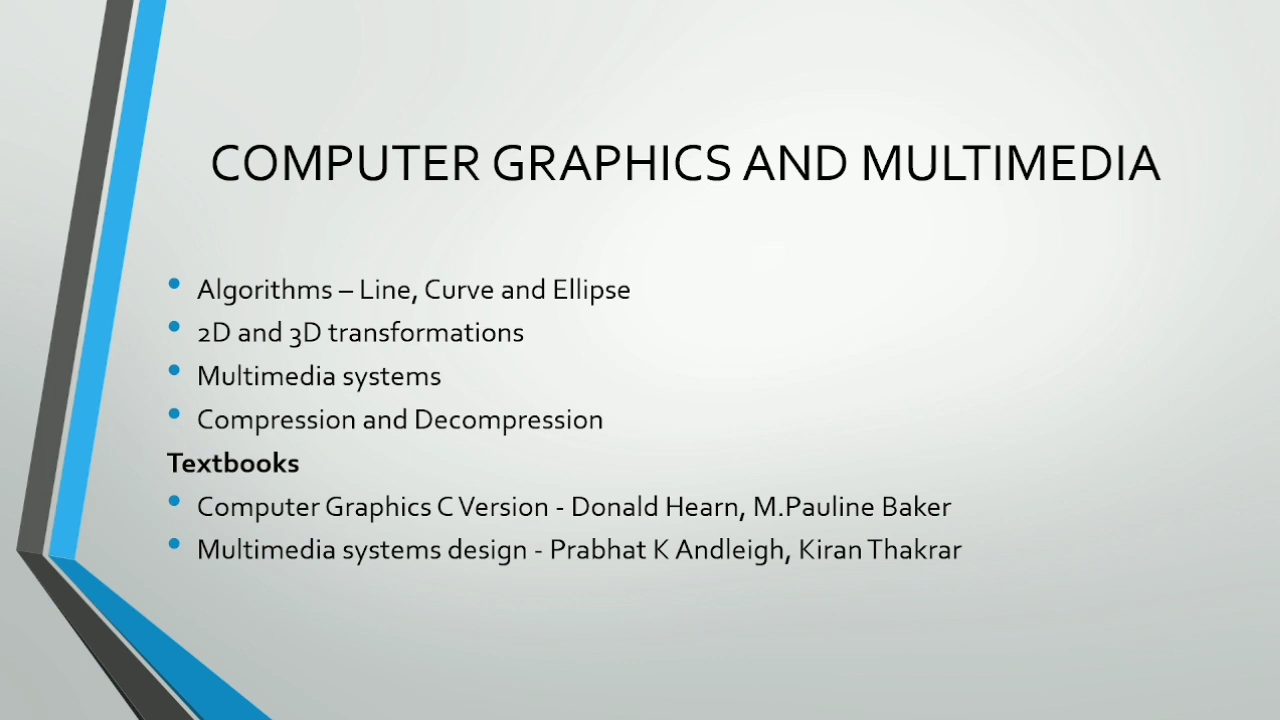 COMPUTER GRAPHICS AND MULTIMEDIA
• Algorithms – Line, Curve and Ellipse
• 2D and 3D transformations
• Multimedia systems
• Compression and Decompression
Textbooks
• Computer Graphics C Version - Donald Hearn, M.Pauline Baker
• Multimedia systems design - Prabhat K Andleigh, Kiran Thakrar